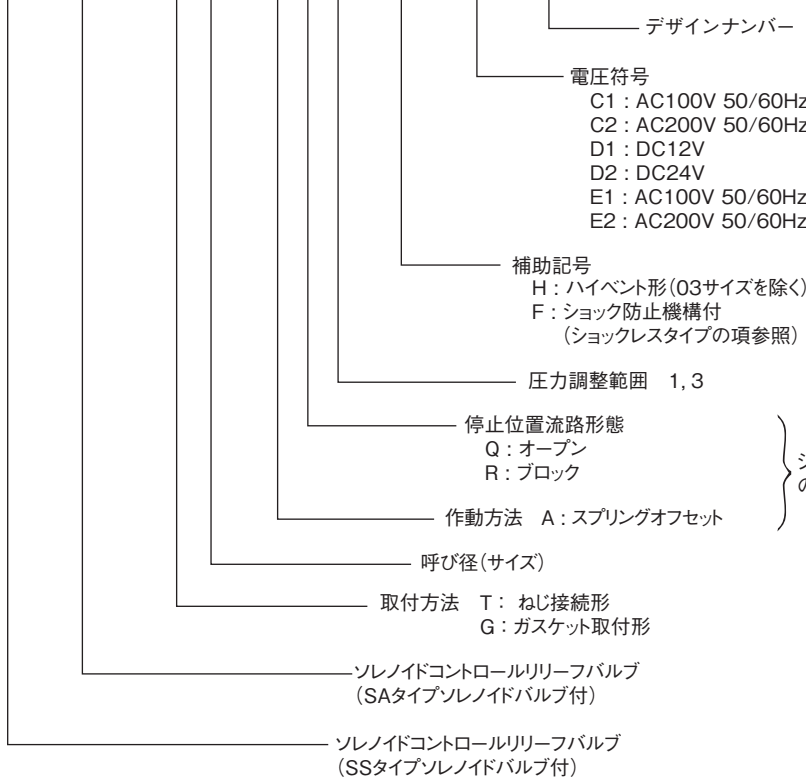 デザインナンバー
電圧符号
C1 : AC100V 50/60Hz
C2 : AC200V 50/60Hz
D1 : DC12V
D2 : DC24V
E1 : AC100V 50/60Hz
E2 : AC200V 50/60Hz
補助記号
H : ハイベント形（03サイズを除く）
F : ショック防止機構付
（ショックレスタイプの項参照）
圧力調整範囲　1, 3
停止位置流路形態
Q : オープン
R : ブロック
作動方法　A : スプリングオフセット
呼び径（サイズ）
取付方法　T :　ねじ接続形
G : ガスケット取付形
ソレノイドコントロールリリーフバルブ
（SAタイプソレノイドバルブ付）
ソレノイドコントロールリリーフバルブ
（SSタイプソレノイドバルブ付）